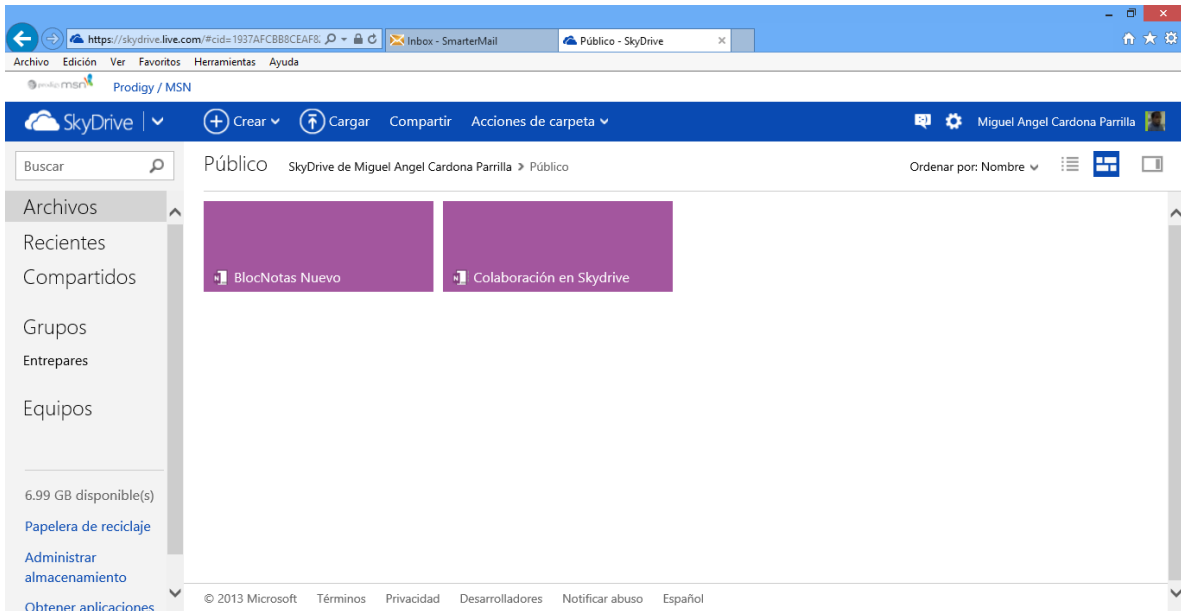 https://skydrive.live.com/#cid=1937AFCBB8CEAF8. Inbox - SmarterMail Público - SkyDrive
Archivo Edición Ver Favoritos Herramientas Ayuda
prodigy msn Prodigy / MSN
SkyDrive Crear Cargar Compartir Acciones de carpeta Miguel Angel Cardona Parrilla
Buscar Público SkyDrive de Miguel Angel Cardona Parrilla > Público Ordenar por: Nombre
Archivos
Recientes
Compartidos
BlocNotas Nuevo Colaboración en Skydrive
Grupos
Entrepares
Equipos
6.99 GB disponible(s)
Papelera de reciclaje
Administrar
almacenamiento
Obtener aplicaciones
© 2013 Microsoft Términos Privacidad Desarrolladores Notificar abuso Español